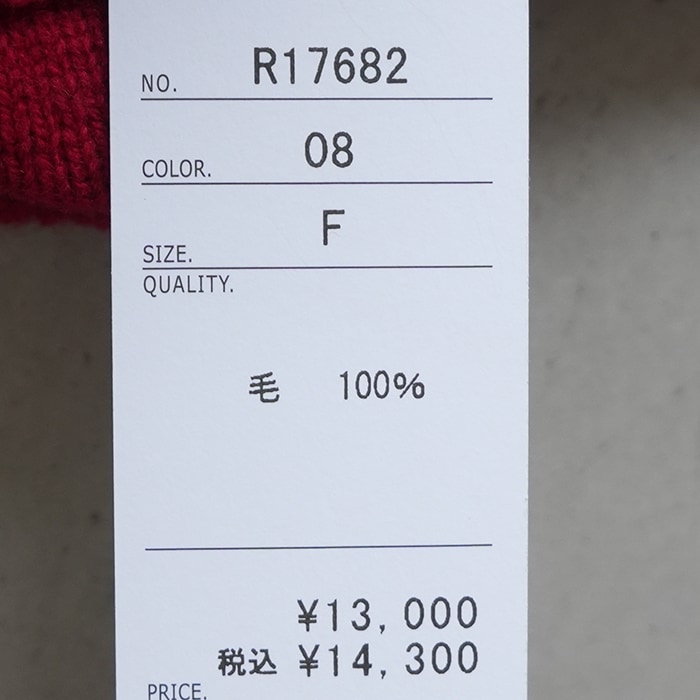 NO. R17682
COLOR. 08
SIZE. F
QUALITY.
毛 100%
¥13,000
税込 ¥14,300
PRICE.